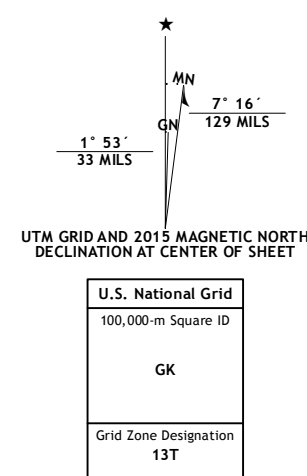 ★
MN
GN
7° 16´
129 MILS
1° 53´
33 MILS
UTM GRID AND 2015 MAGNETIC NORTH
DECLINATION AT CENTER OF SHEET
U.S. National Grid
100,000-m Square ID
GK
Grid Zone Designation
13T